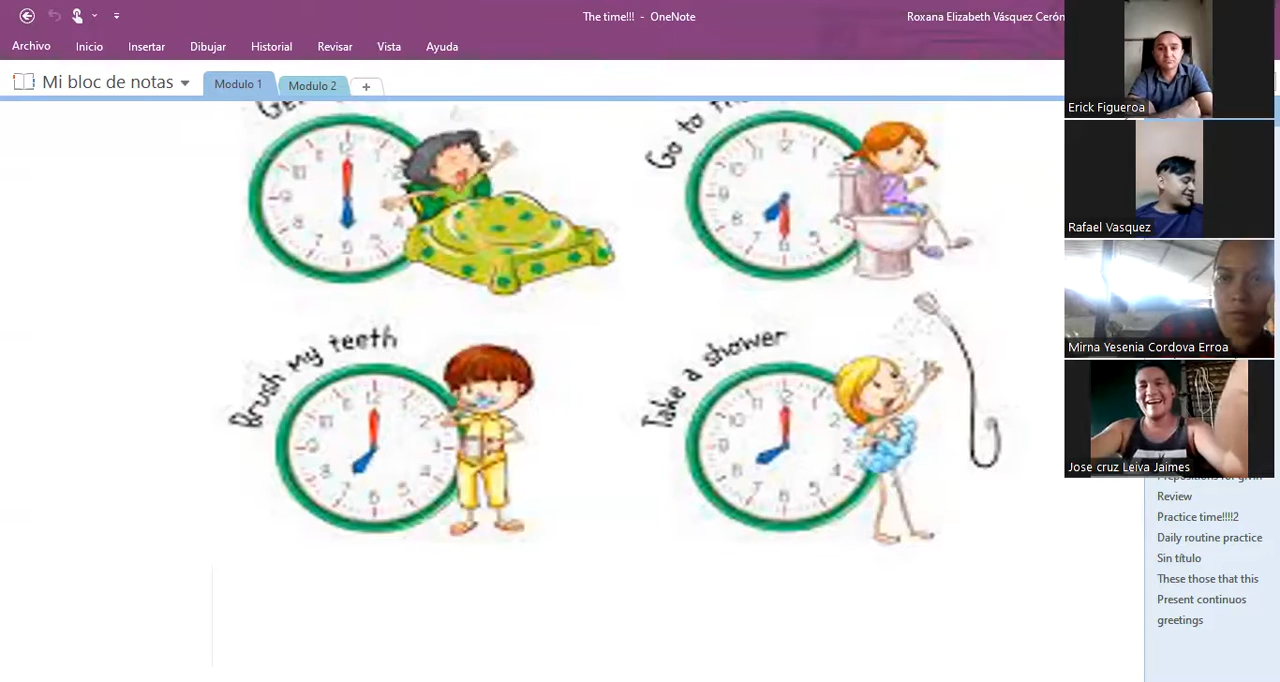 The time!!! - OneNote
Roxana Elizabeth Vásquez Cerón
Archivo
Inicio
Insertar
Dibujar
Historial
Revisar
Vista
Ayuda
Mi bloc de notas
Modulo 1
Modulo 2
+
Go to
Brush my teeth
Take a shower
Erick Figueroa
Rafael Vasquez
Mirna Yesenia Cordova Erroa
Jose cruz Leiva Jaimes
Review
Practice time!!!!2
Daily routine practice
Sin título
These those that this
Present continuos
greetings